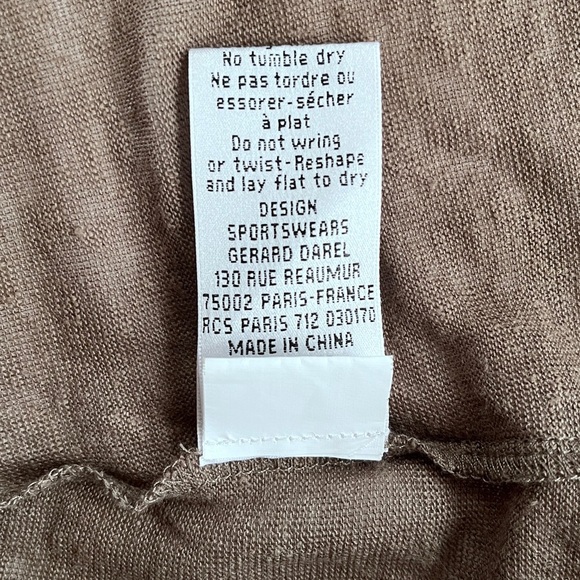 No tumble dry
Ne pas tordre ou
essorer-sécher
à plat
Do not wring
or twist-Reshape
and lay flat to dry
DESIGN
SPORTSWEARS
GERARD DAREL
130 RUE REAUMUR
75002 PARIS-FRANCE
RCS PARIS 712 030170
MADE IN CHINA